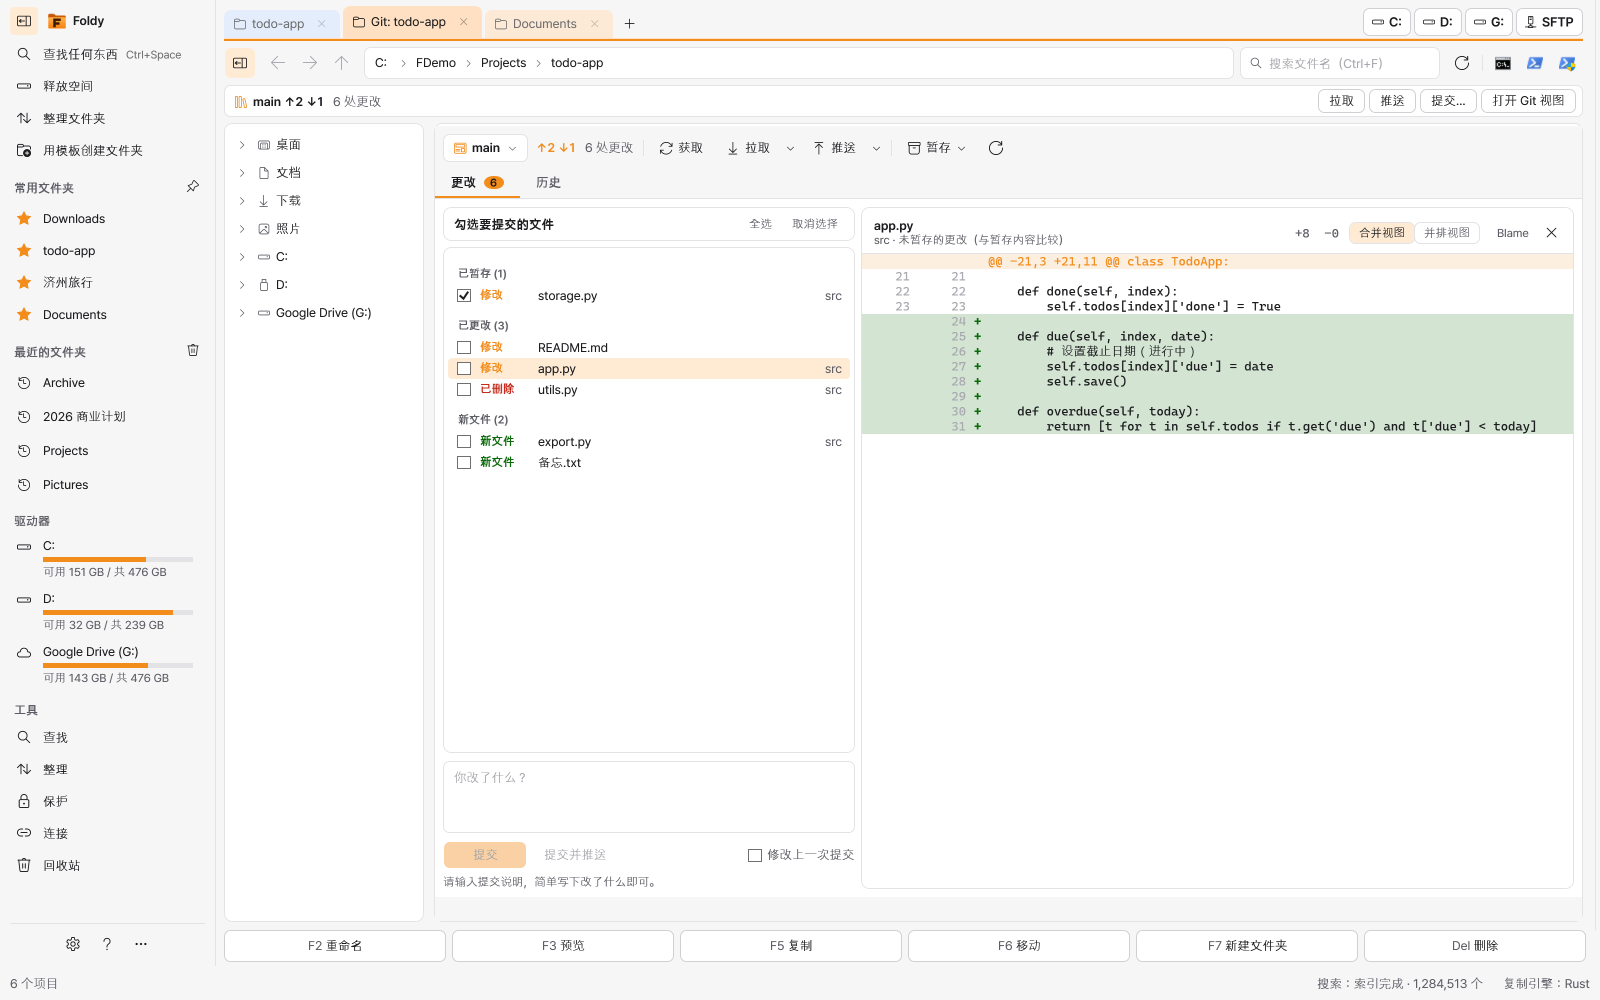 Foldy
查找任何东西 Ctrl+Space
释放空间
整理文件夹
用模板创建文件夹
常用文件夹
Downloads
todo-app
济州旅行
Documents
最近的文件夹
Archive
2026 商业计划
Projects
Pictures
驱动器
C:
可用 151 GB / 共 476 GB
D:
可用 32 GB / 共 239 GB
Google Drive (G:)
可用 143 GB / 共 476 GB
工具
查找
整理
保护
连接
回收站
todo-app
Git: todo-app
Documents
C:
D:
G:
SFTP
C: FDemo Projects todo-app
搜索文件名 (Ctrl+F)
main ↑2 ↓1 6 处更改
拉取
推送
提交...
打开 Git 视图
桌面
文档
下载
照片
C:
D:
Google Drive (G:)
main
↑2 ↓1 6 处更改
获取
拉取
推送
暂存
更改 6
历史
勾选要提交的文件
全选
取消选择
已暂存 (1)
修改 storage.py src
已更改 (3)
修改 README.md
修改 app.py src
已删除 utils.py src
新文件 (2)
新文件 export.py src
新文件 备忘.txt
你改了什么？
提交
提交并推送
修改上一次提交
请输入提交说明，简单写下改了什么即可。
app.py
src · 未暂存的更改（与暂存内容比较）
+8 −0
合并视图
并排视图
Blame
@@ −21,3 +21,11 @@ class TodoApp:
21 21
22 22 def done(self, index):
23 23 self.todos[index]['done'] = True
24 +
25 + def due(self, index, date):
26 + # 设置截止日期（进行中）
27 + self.todos[index]['due'] = date
28 + self.save()
29 +
30 + def overdue(self, today):
31 + return [t for t in self.todos if t.get('due') and t['due'] < today]
F2 重命名
F3 预览
F5 复制
F6 移动
F7 新建文件夹
Del 删除
6 个项目
搜索：索引完成 · 1,284,513 个
复制引擎：Rust